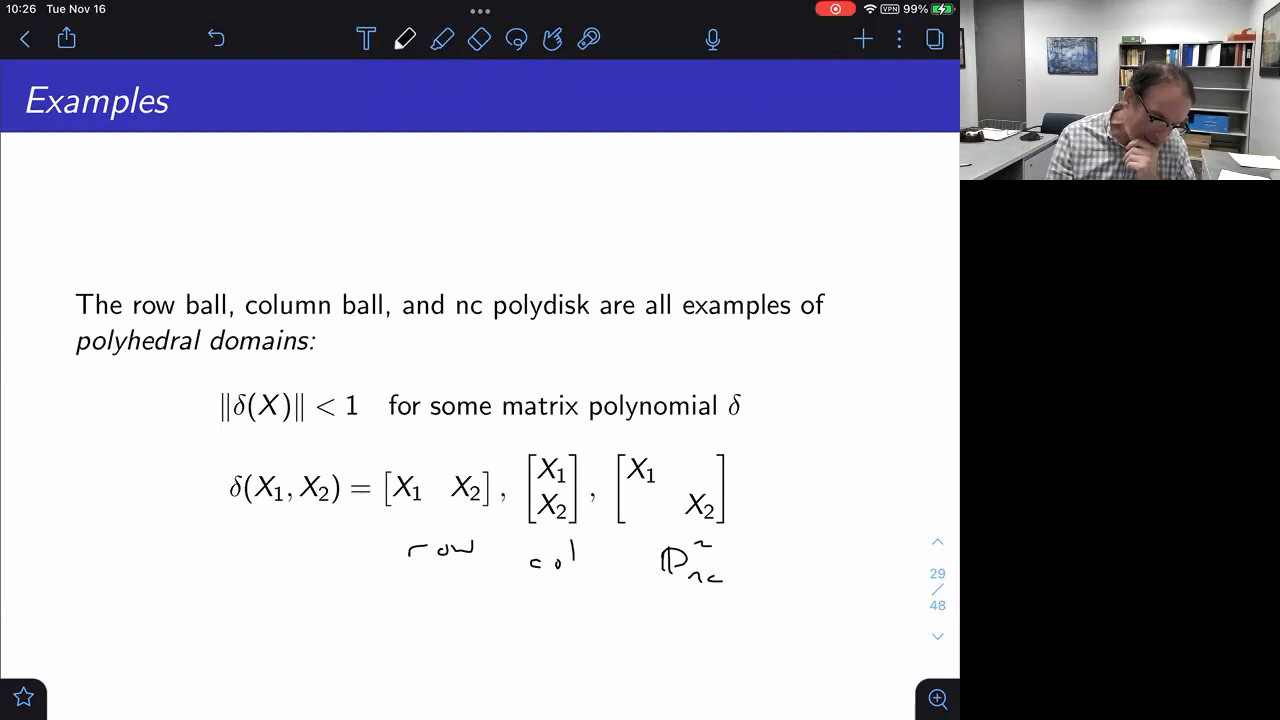 10:26 Tue Nov 16
VPN 99%
Examples
The row ball, column ball, and nc polydisk are all examples of
polyhedral domains:
‖δ(X)‖ < 1 for some matrix polynomial δ
δ(X₁, X₂) = [X₁ X₂], [X₁ X₂], [X₁ X₂]
row col 𝔻²nc
29
/
48